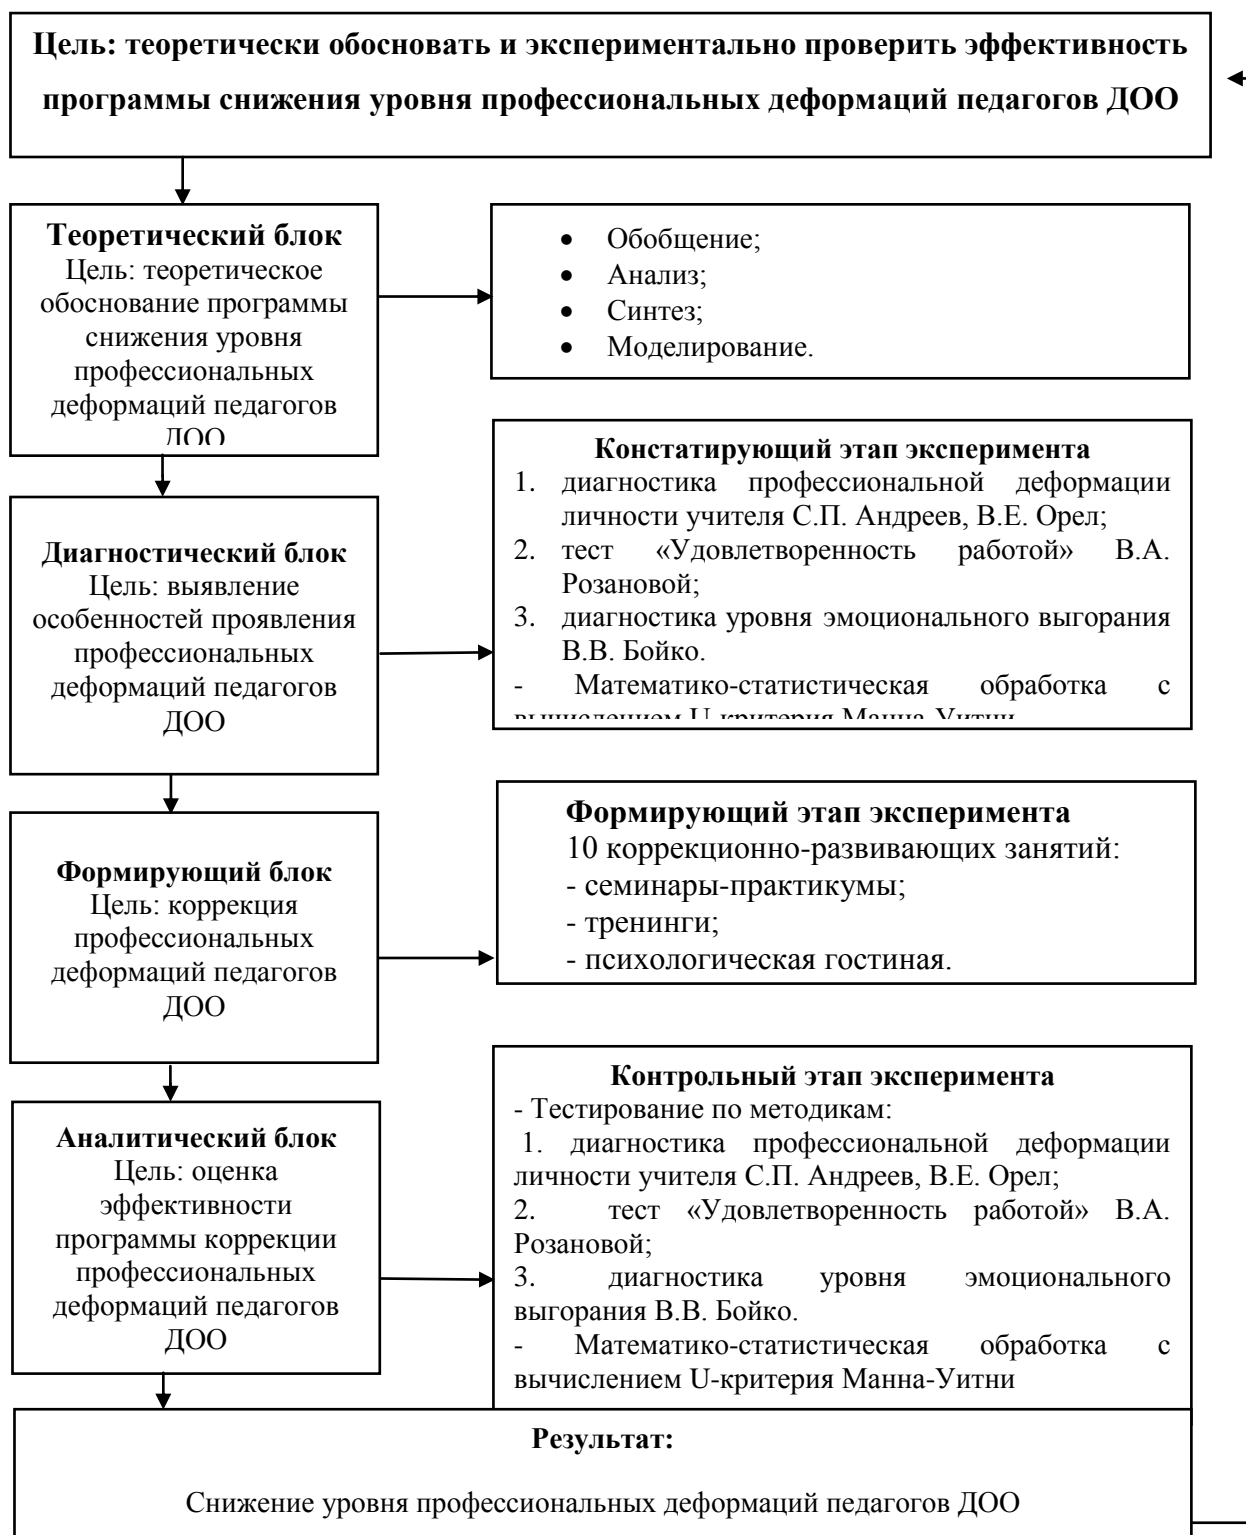 Цель: теоретически обосновать и экспериментально проверить эффективность
программы снижения уровня профессиональных деформаций педагогов ДОО
Теоретический блок
Цель: теоретическое
обоснование программы
снижения уровня
профессиональных
деформаций педагогов
ДОО
• Обобщение;
• Анализ;
• Синтез;
• Моделирование.
Диагностический блок
Цель: выявление
особенностей проявления
профессиональных
деформаций педагогов
ДОО
Констатирующий этап эксперимента
1. диагностика профессиональной деформации
личности учителя С.П. Андреев, В.Е. Орел;
2. тест «Удовлетворенность работой» В.А.
Розановой;
3. диагностика уровня эмоционального выгорания
В.В. Бойко.
- Математико-статистическая обработка с
вычислением U-критерия Манна-Уитни
Формирующий блок
Цель: коррекция
профессиональных
деформаций педагогов
ДОО
Формирующий этап эксперимента
10 коррекционно-развивающих занятий:
- семинары-практикумы;
- тренинги;
- психологическая гостиная.
Аналитический блок
Цель: оценка
эффективности
программы коррекции
профессиональных
деформаций педагогов
ДОО
Контрольный этап эксперимента
- Тестирование по методикам:
1. диагностика профессиональной деформации
личности учителя С.П. Андреев, В.Е. Орел;
2. тест «Удовлетворенность работой» В.А.
Розановой;
3. диагностика уровня эмоционального
выгорания В.В. Бойко.
- Математико-статистическая обработка с
вычислением U-критерия Манна-Уитни
Результат:
Снижение уровня профессиональных деформаций педагогов ДОО